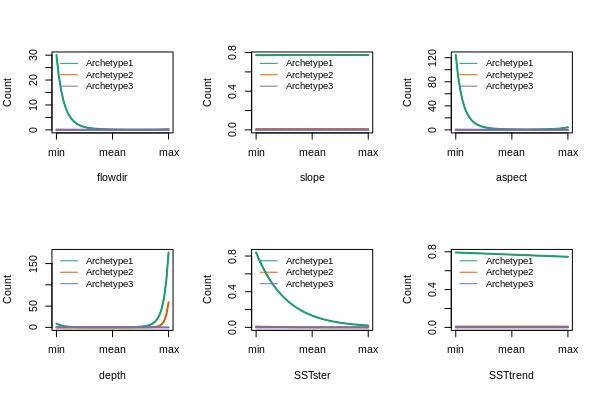 Count
30
20
10
0
Archetype1
Archetype2
Archetype3
min mean max
flowdir
Count
0.8
0.4
0.0
Archetype1
Archetype2
Archetype3
min mean max
slope
Count
120
80
40
0
Archetype1
Archetype2
Archetype3
min mean max
aspect
Count
150
50
0
Archetype1
Archetype2
Archetype3
min mean max
depth
Count
0.8
0.4
0.0
Archetype1
Archetype2
Archetype3
min mean max
SSTster
Count
0.8
0.4
0.0
Archetype1
Archetype2
Archetype3
min mean max
SSTtrend